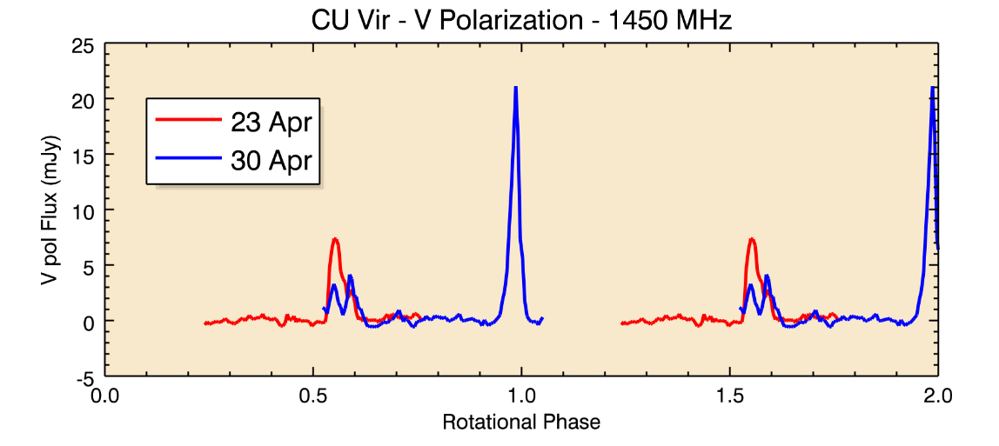 CU Vir - V Polarization - 1450 MHz
25
20
15
10
5
0
-5
V pol Flux (mJy)
23 Apr
30 Apr
0.0 0.5 1.0 1.5 2.0
Rotational Phase